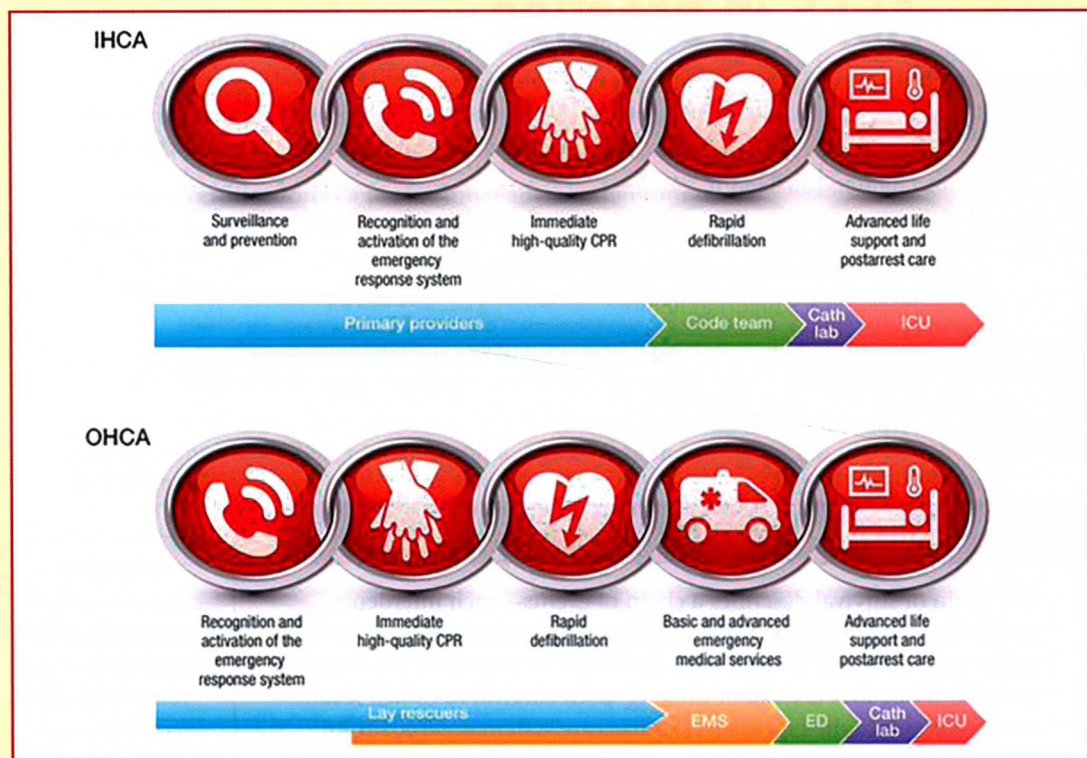 IHCA
Surveillance
and prevention
Recognition and
activation of the
emergency
response system
Immediate
high-quality CPR
Rapid
defibrillation
Advanced life
support and
postarrest care
Primary providers
Code team
Cath
lab
ICU
OHCA
Recognition and
activation of the
emergency
response system
Immediate
high-quality CPR
Rapid
defibrillation
Basic and advanced
emergency
medical services
Advanced life
support and
postarrest care
Lay rescuers
EMS
ED
Cath
lab
ICU